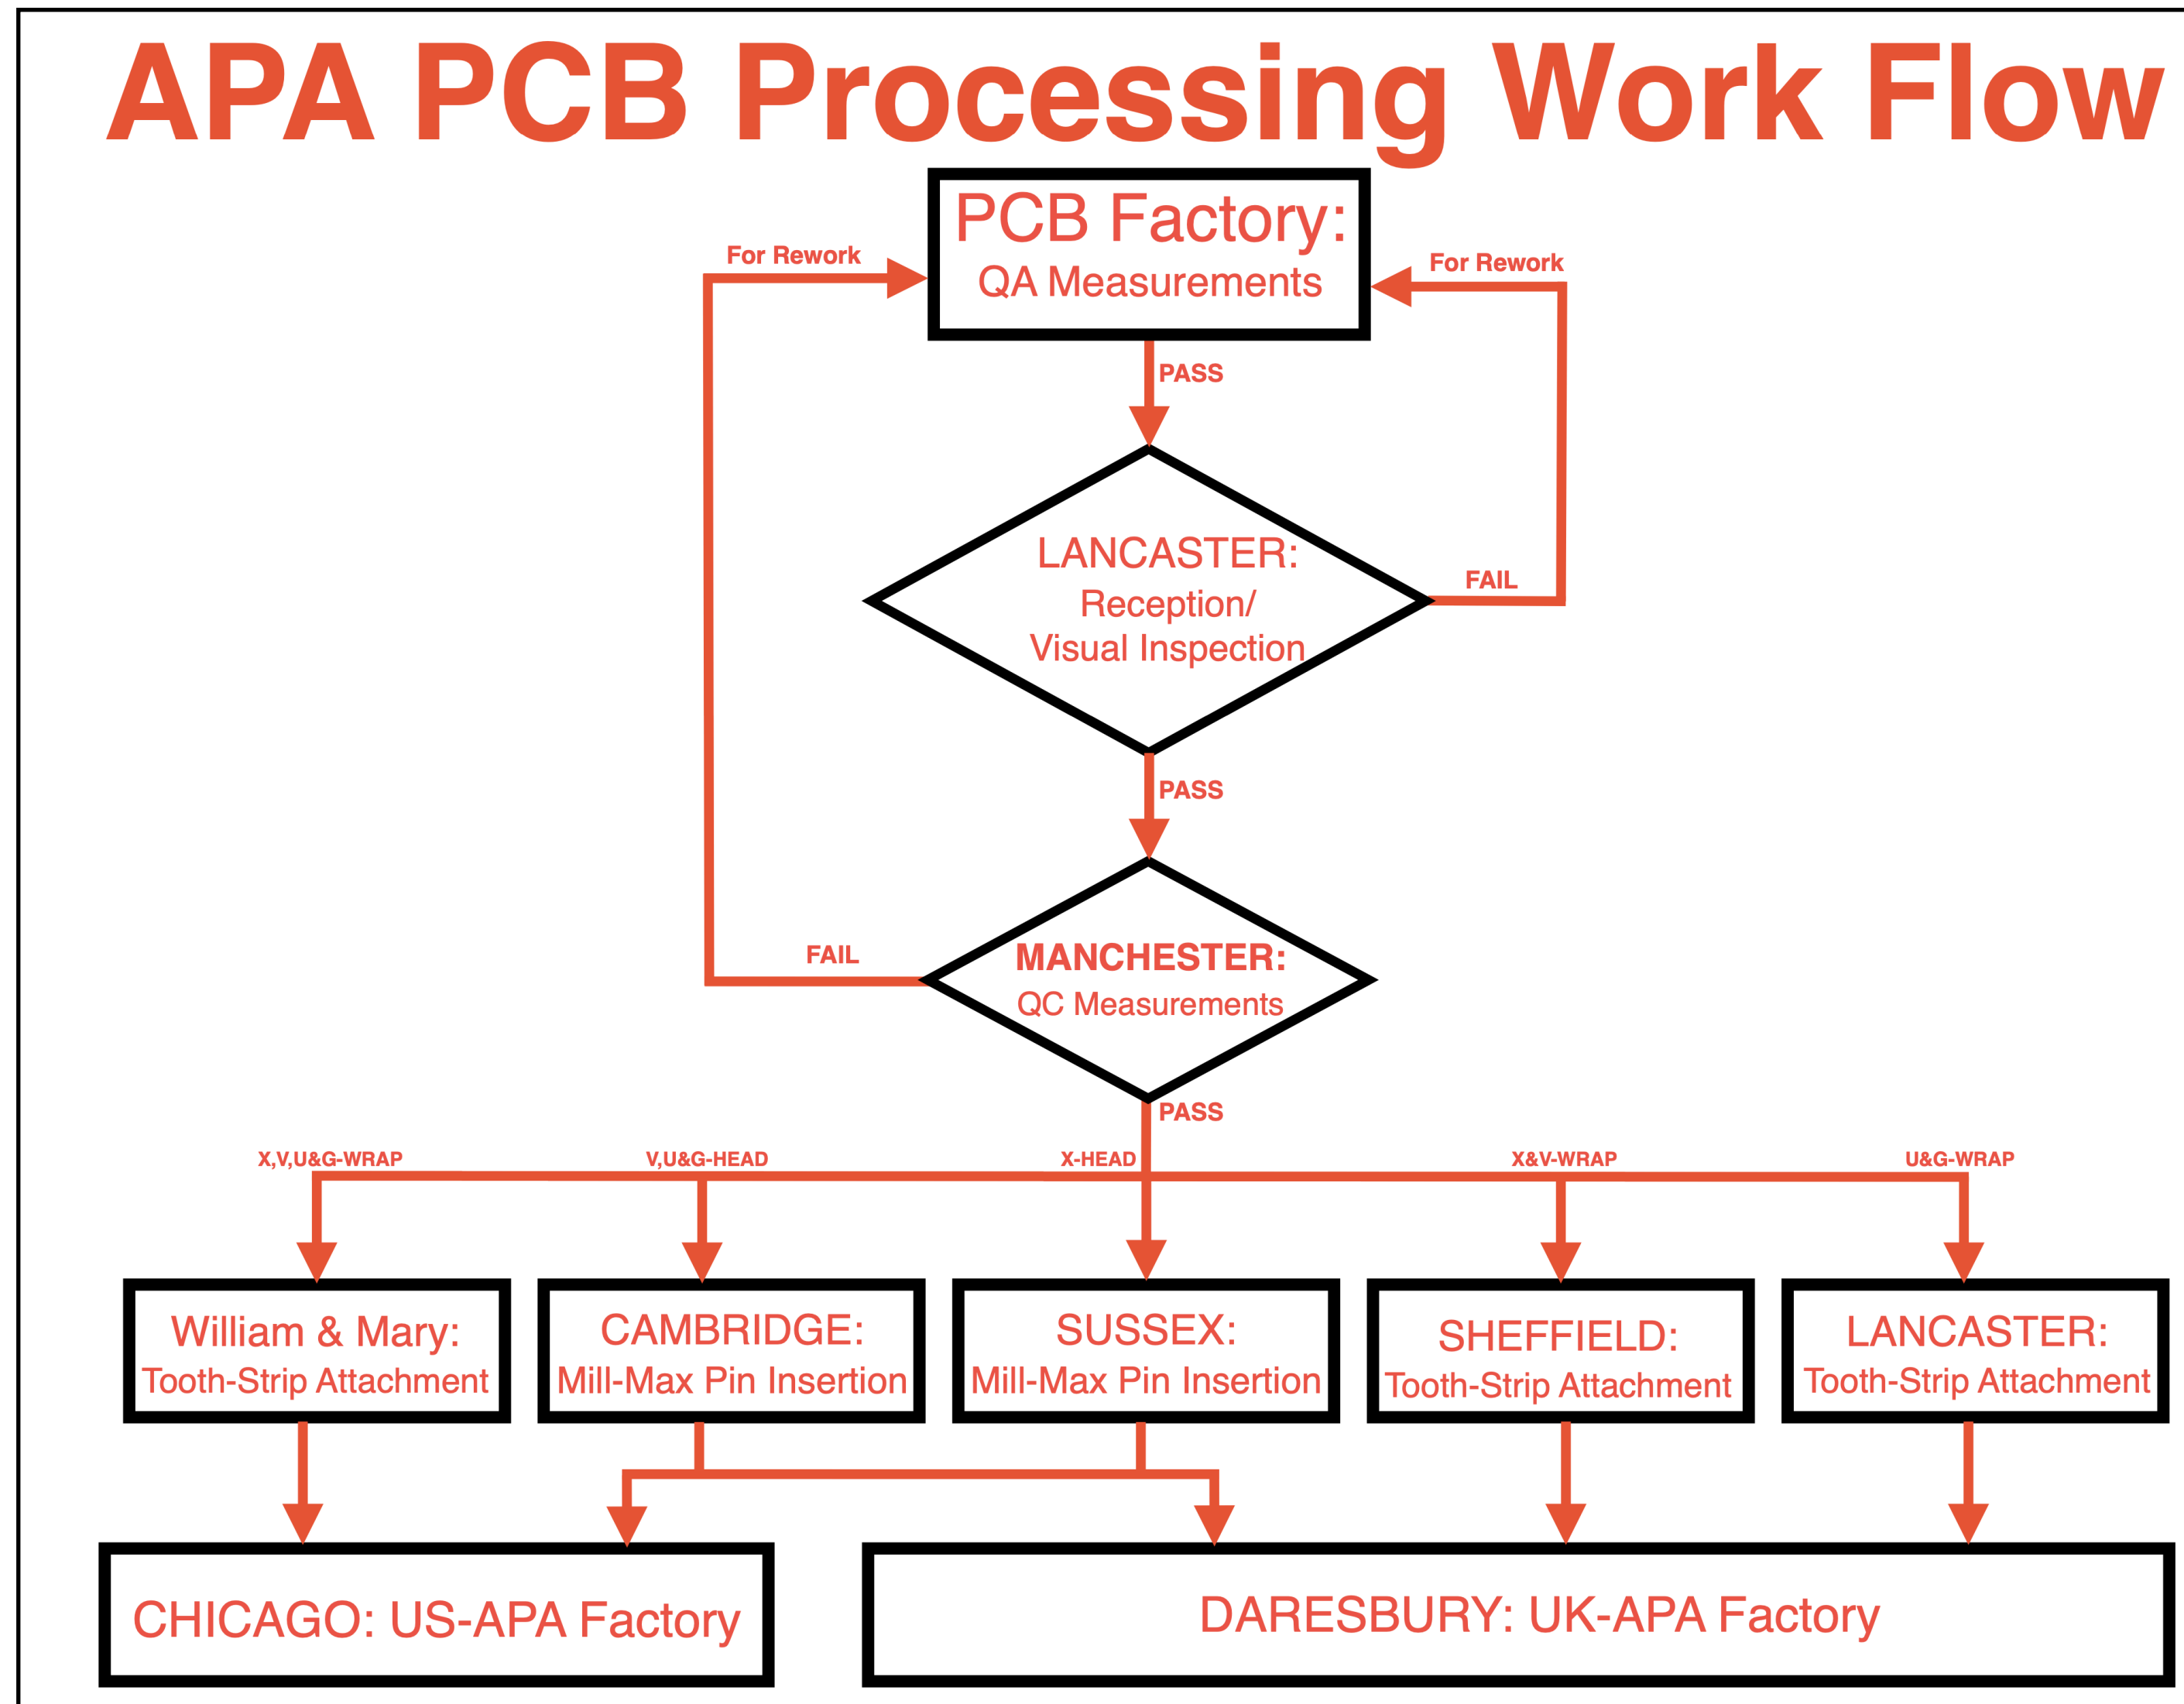 APA PCB Processing Work Flow
PCB Factory:
QA Measurements
For Rework
For Rework
PASS
LANCASTER:
Reception/
Visual Inspection
FAIL
PASS
MANCHESTER:
QC Measurements
FAIL
PASS
X,V,U&G-WRAP
V,U&G-HEAD
X-HEAD
X&V-WRAP
U&G-WRAP
William & Mary:
Tooth-Strip Attachment
CAMBRIDGE:
Mill-Max Pin Insertion
SUSSEX:
Mill-Max Pin Insertion
SHEFFIELD:
Tooth-Strip Attachment
LANCASTER:
Tooth-Strip Attachment
CHICAGO: US-APA Factory
DARESBURY: UK-APA Factory